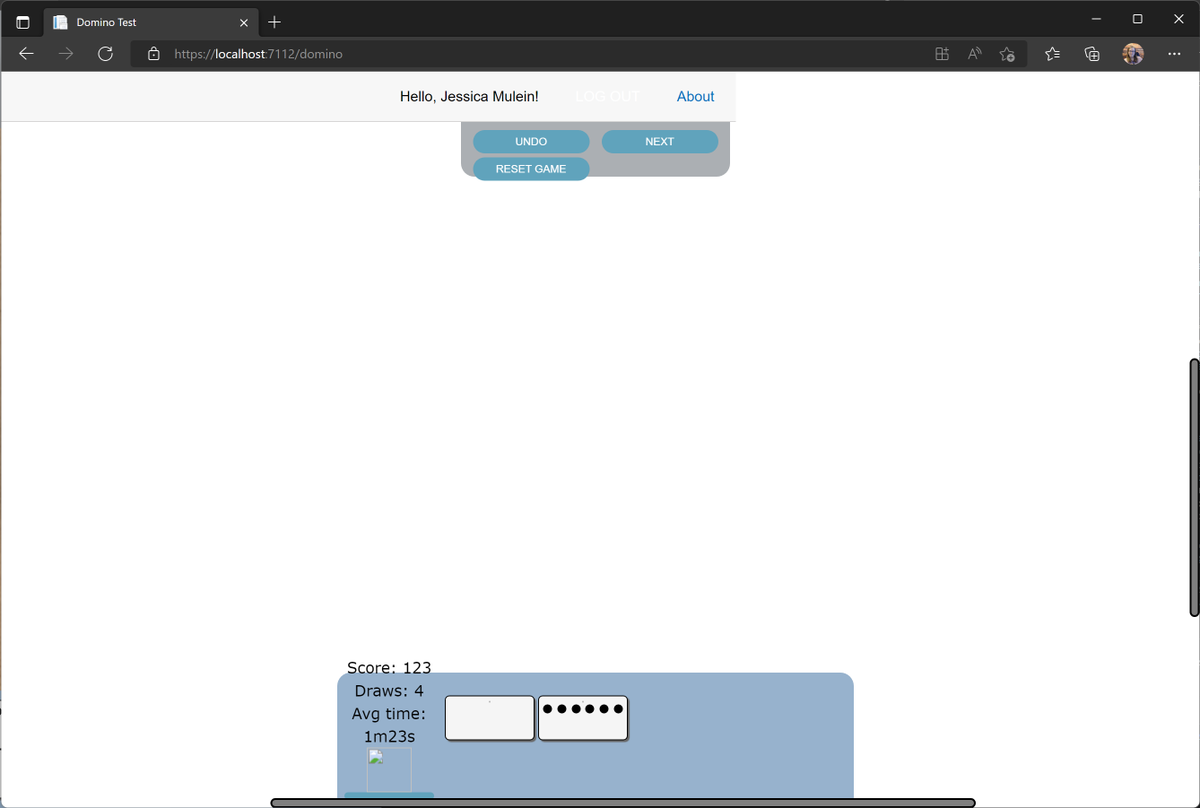 Domino Test
https://localhost:7112/domino
Hello, Jessica Mulein! LOG OUT About
UNDO NEXT
RESET GAME
Score: 123
Draws: 4
Avg time:
1m23s